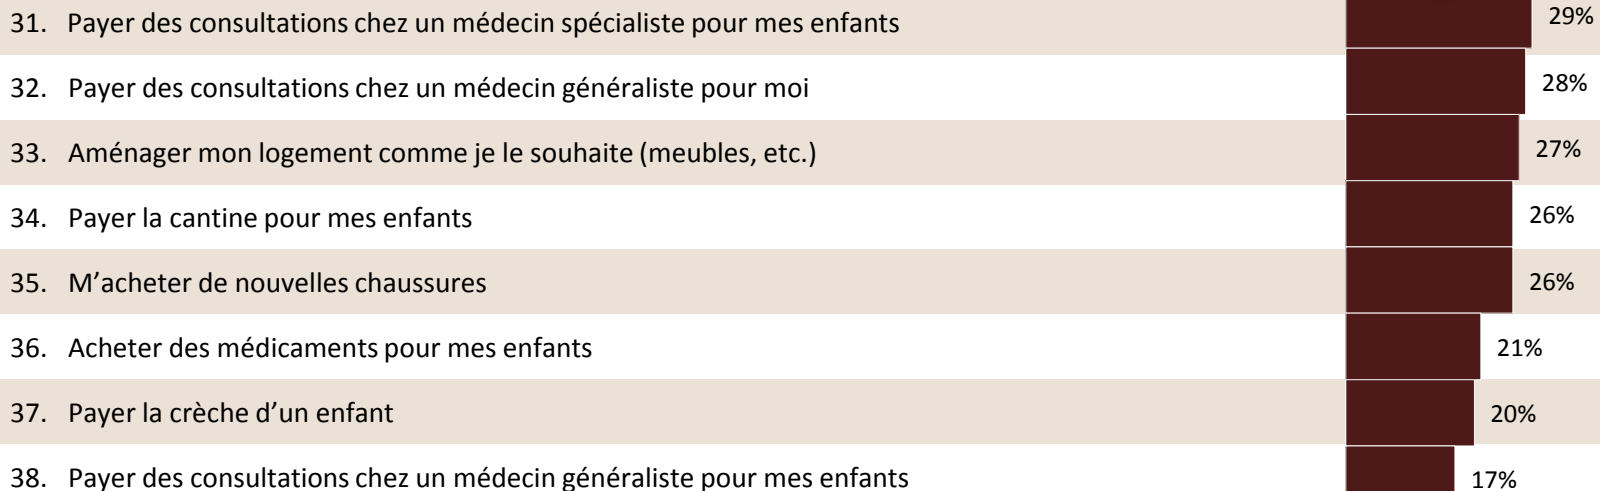 31. Payer des consultations chez un médecin spécialiste pour mes enfants 29%
32. Payer des consultations chez un médecin généraliste pour moi 28%
33. Aménager mon logement comme je le souhaite (meubles, etc.) 27%
34. Payer la cantine pour mes enfants 26%
35. M’acheter de nouvelles chaussures 26%
36. Acheter des médicaments pour mes enfants 21%
37. Payer la crèche d’un enfant 20%
38. Payer des consultations chez un médecin généraliste pour mes enfants 17%